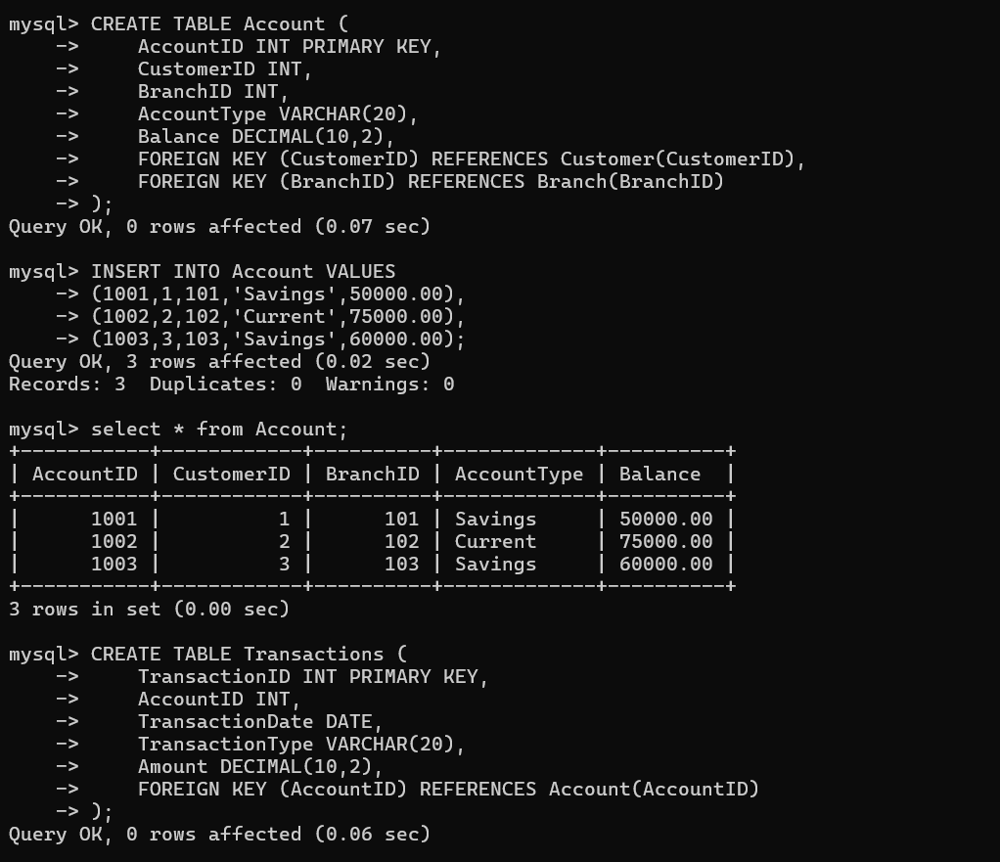 mysql> CREATE TABLE Account (
    ->     AccountID INT PRIMARY KEY,
    ->     CustomerID INT,
    ->     BranchID INT,
    ->     AccountType VARCHAR(20),
    ->     Balance DECIMAL(10,2),
    ->     FOREIGN KEY (CustomerID) REFERENCES Customer(CustomerID),
    ->     FOREIGN KEY (BranchID) REFERENCES Branch(BranchID)
    -> );
Query OK, 0 rows affected (0.07 sec)

mysql> INSERT INTO Account VALUES
    -> (1001,1,101,'Savings',50000.00),
    -> (1002,2,102,'Current',75000.00),
    -> (1003,3,103,'Savings',60000.00);
Query OK, 3 rows affected (0.02 sec)
Records: 3  Duplicates: 0  Warnings: 0

mysql> select * from Account;
+-----------+------------+----------+-------------+----------+
| AccountID | CustomerID | BranchID | AccountType | Balance  |
+-----------+------------+----------+-------------+----------+
|      1001 |          1 |      101 | Savings     | 50000.00 |
|      1002 |          2 |      102 | Current     | 75000.00 |
|      1003 |          3 |      103 | Savings     | 60000.00 |
+-----------+------------+----------+-------------+----------+
3 rows in set (0.00 sec)

mysql> CREATE TABLE Transactions (
    ->     TransactionID INT PRIMARY KEY,
    ->     AccountID INT,
    ->     TransactionDate DATE,
    ->     TransactionType VARCHAR(20),
    ->     Amount DECIMAL(10,2),
    ->     FOREIGN KEY (AccountID) REFERENCES Account(AccountID)
    -> );
Query OK, 0 rows affected (0.06 sec)